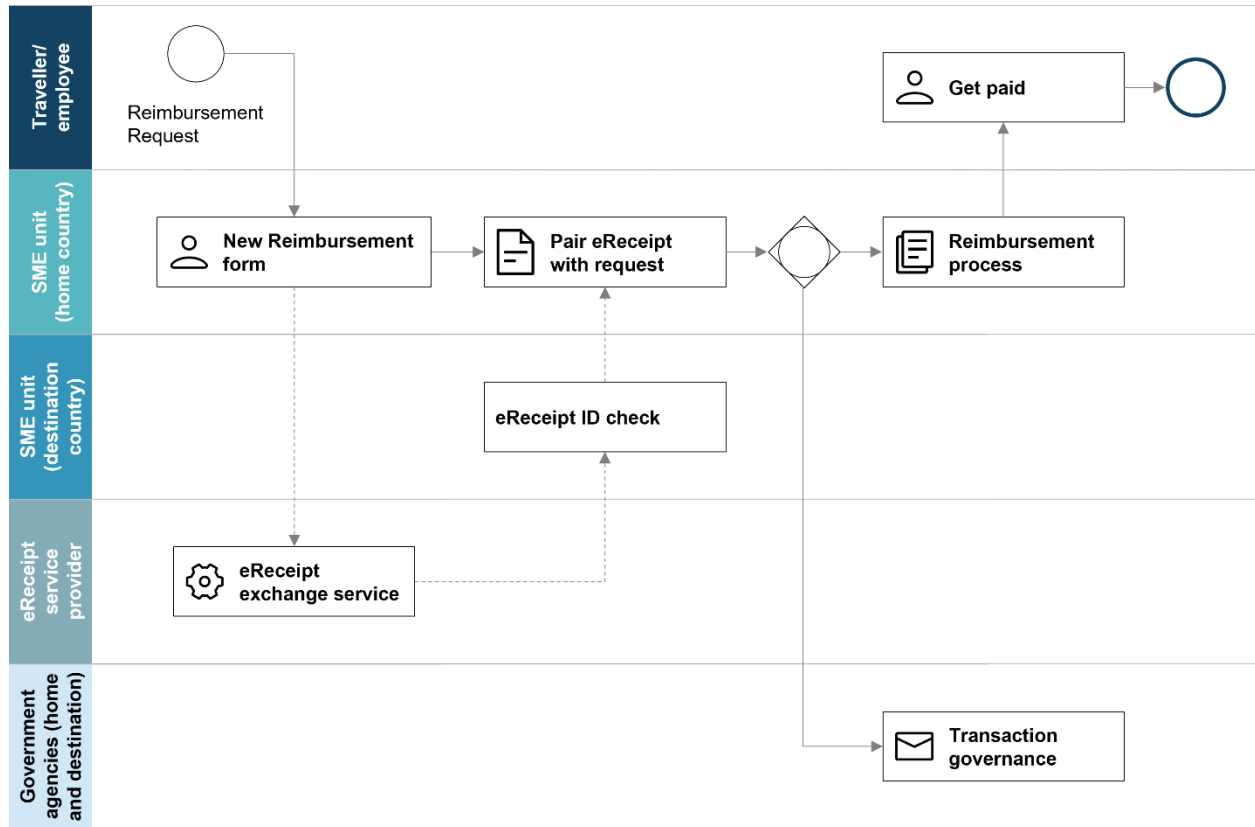 Traveller/
employee
Reimbursement
Request
Get paid
SME unit
(home country)
New Reimbursement
form
Pair eReceipt
with request
Reimbursement
process
SME unit
(destination
country)
eReceipt ID check
eReceipt
service
provider
eReceipt
exchange service
Government
agencies (home
and destination)
Transaction
governance